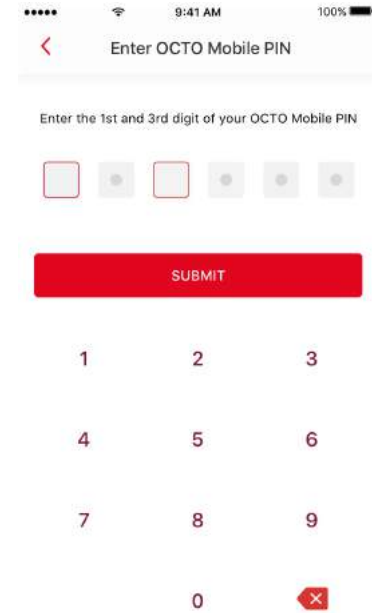 9:41 AM 100%
Enter OCTO Mobile PIN
Enter the 1st and 3rd digit of your OCTO Mobile PIN
SUBMIT
1 2 3
4 5 6
7 8 9
0